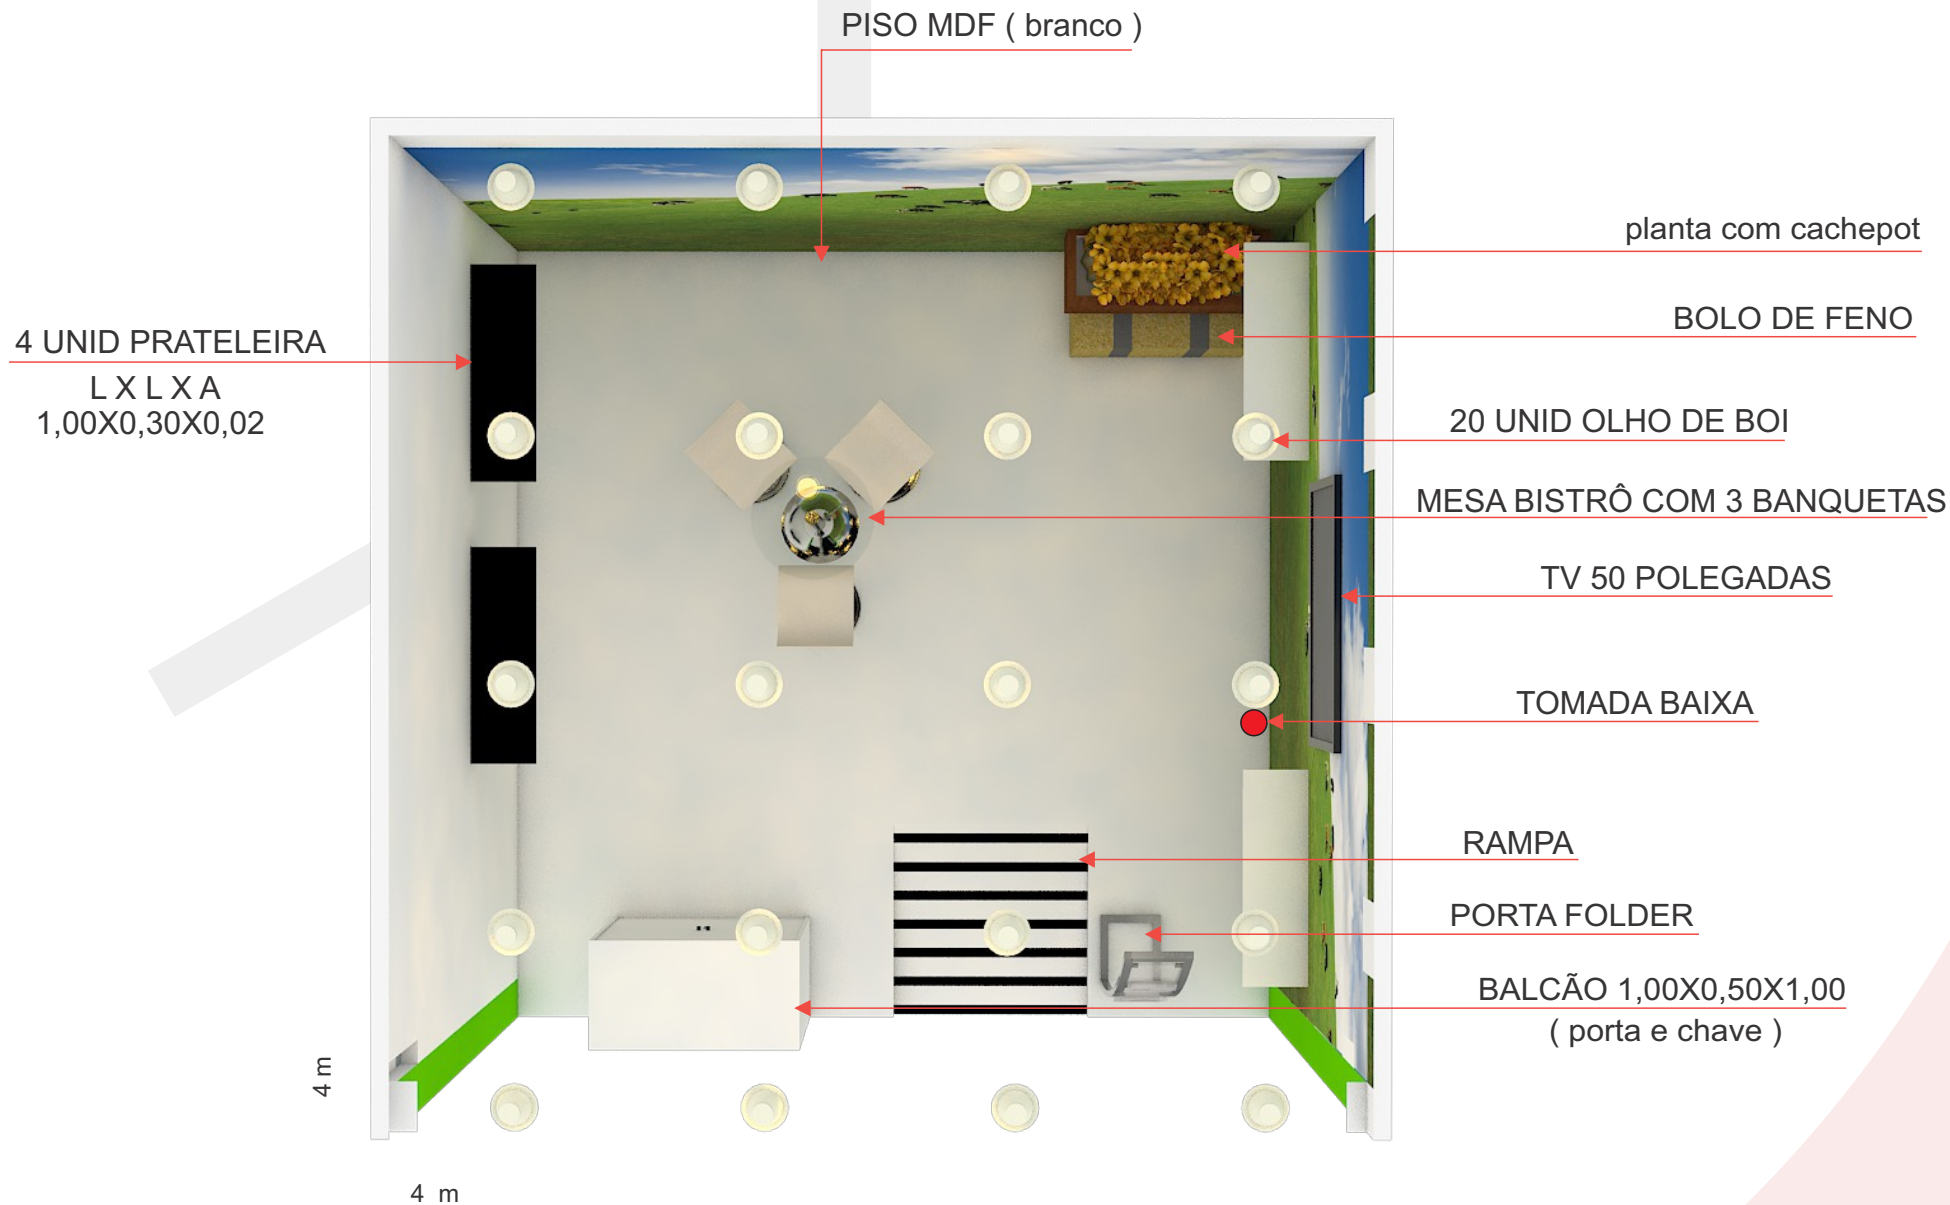 PISO MDF ( branco )
planta com cachepot
BOLO DE FENO
4 UNID PRATELEIRA
L X L X A
1,00X0,30X0,02
20 UNID OLHO DE BOI
MESA BISTRÔ COM 3 BANQUETAS
TV 50 POLEGADAS
TOMADA BAIXA
RAMPA
PORTA FOLDER
BALCÃO 1,00X0,50X1,00
( porta e chave )
4 m
4 m